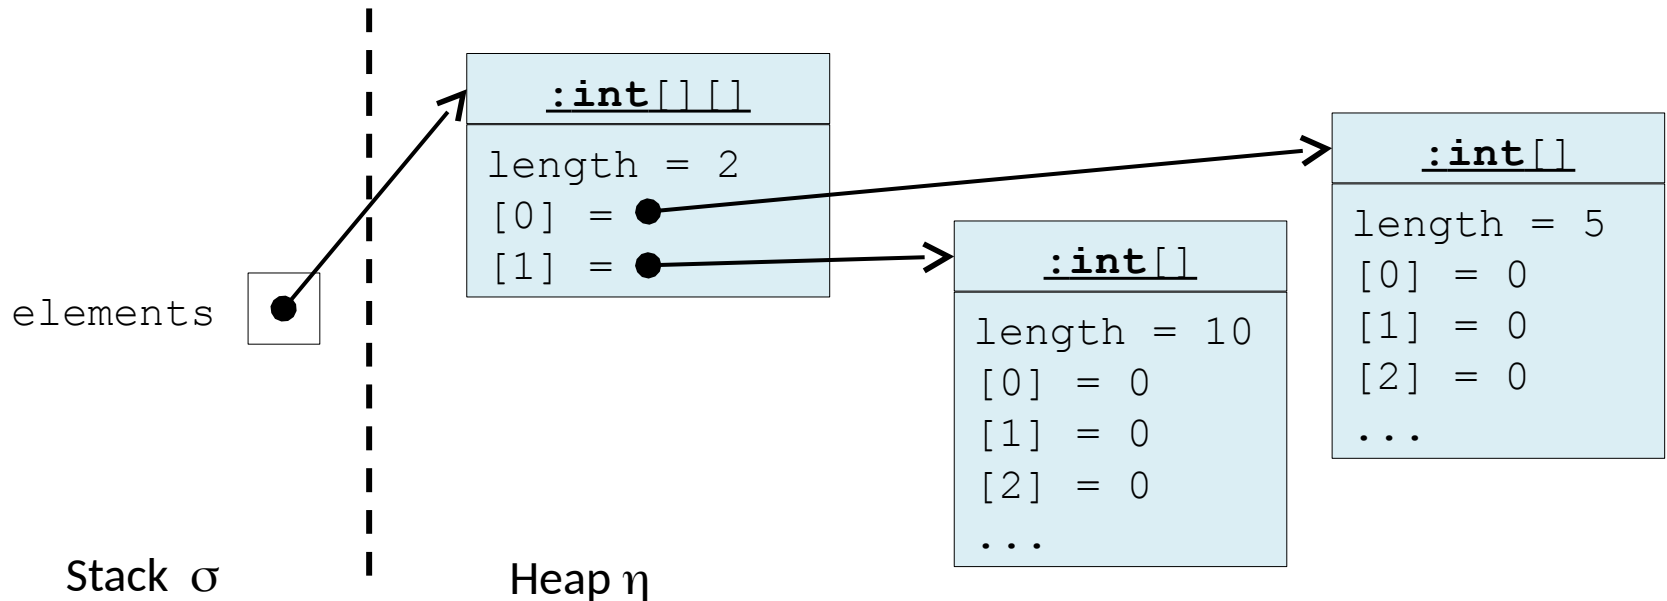 elements
:int[][]
length = 2
[0] =
[1] =
:int[]
length = 10
[0] = 0
[1] = 0
[2] = 0
...
:int[]
length = 5
[0] = 0
[1] = 0
[2] = 0
...
Stack σ
Heap η